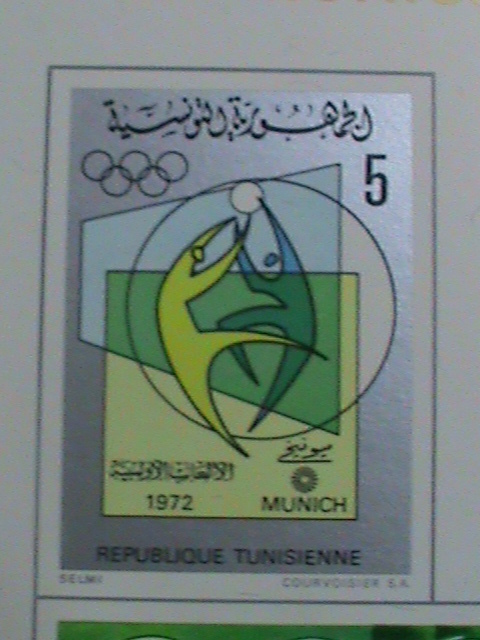 الجمهورية التونسية
5
ميونيخ
الألعاب الأولمبية
1972 MUNICH
REPUBLIQUE TUNISIENNE
SELMI COURVOISIER S.A.